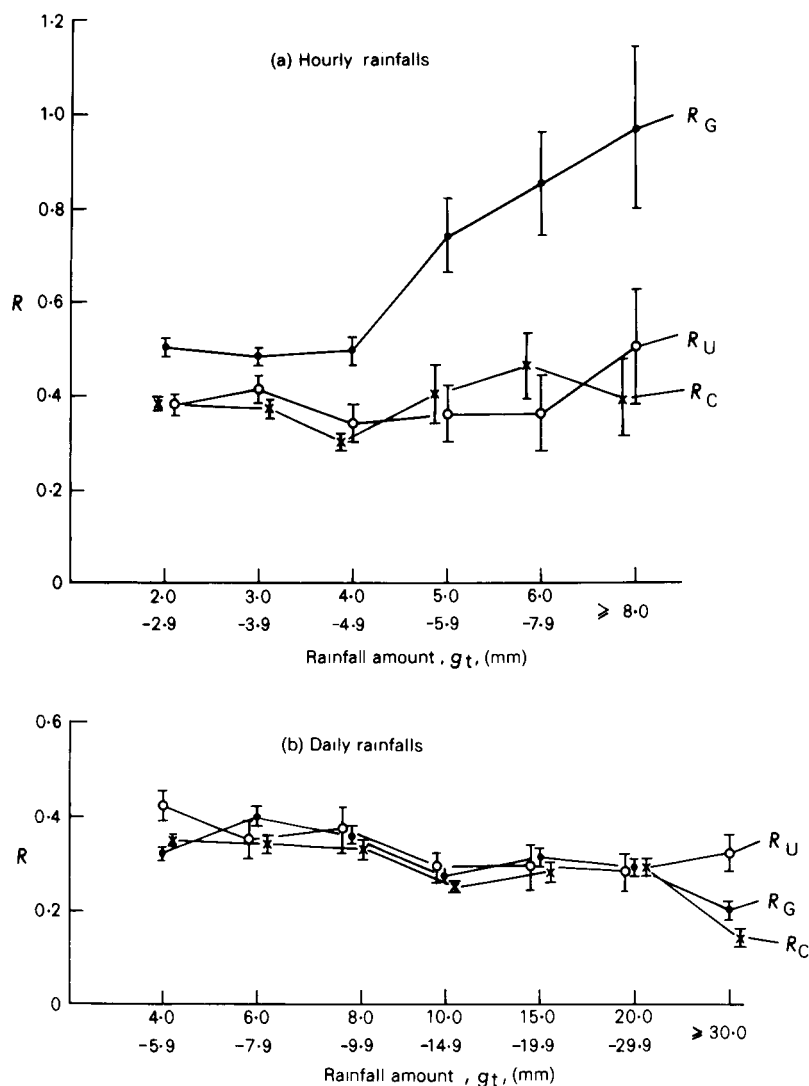 1·2
(a) Hourly rainfalls
1·0
R G
0·8
R 0·6
R U
0·4
R C
0·2
0
2·0 3·0 4·0 5·0 6·0 ⩾ 8·0
-2·9 -3·9 -4·9 -5·9 -7·9
Rainfall amount, g t, (mm)
0·6
(b) Daily rainfalls
0·4
R
R U
0·2
R G
R C
0
4·0 6·0 8·0 10·0 15·0 20·0 ⩾ 30·0
-5·9 -7·9 -9·9 -14·9 -19·9 -29·9
Rainfall amount, g t, (mm)